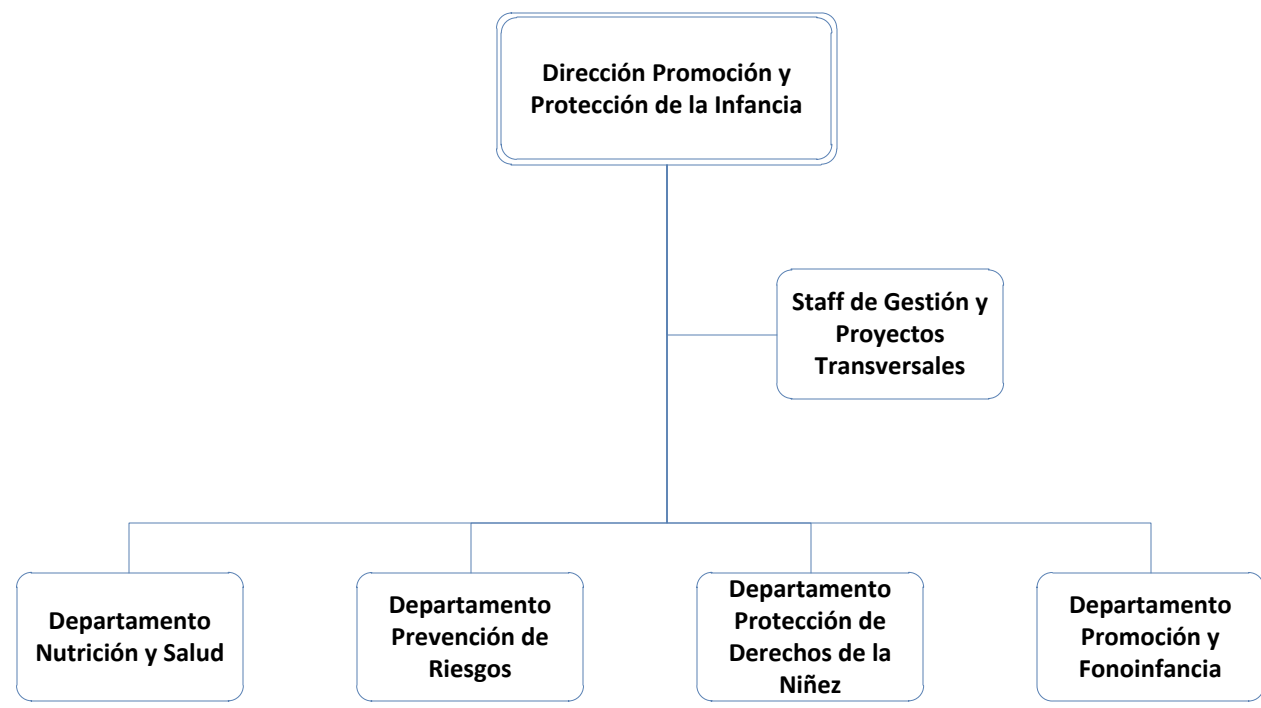 Dirección Promoción y
Protección de la Infancia
Staff de Gestión y
Proyectos
Transversales
Departamento
Nutrición y Salud
Departamento
Prevención de
Riesgos
Departamento
Protección de
Derechos de la
Niñez
Departamento
Promoción y
Fonoinfancia